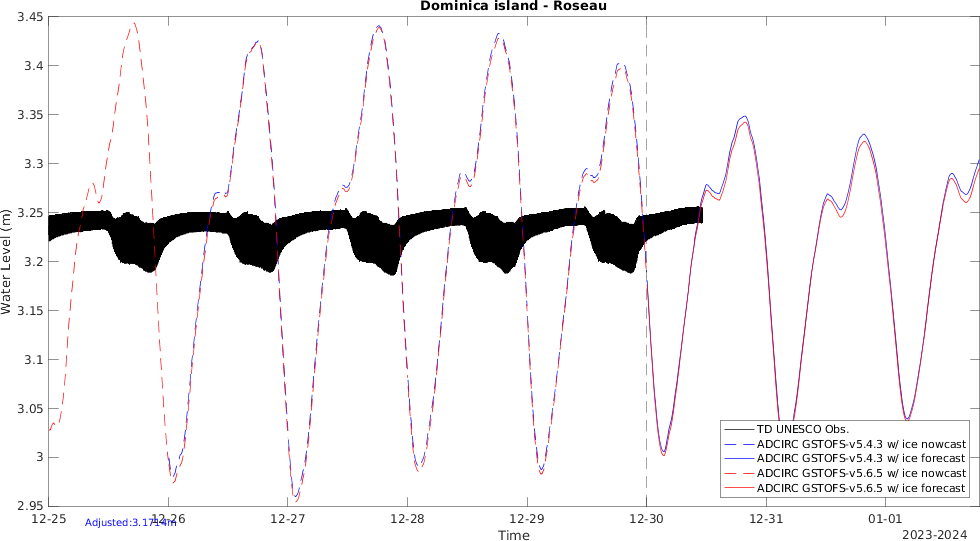 Dominica island - Roseau
3.45
3.4
3.35
3.3
3.25
3.2
3.15
3.1
3.05
3
2.95
Water Level (m)
TD UNESCO Obs.
ADCIRC GSTOFS-v5.4.3 w/ ice nowcast
ADCIRC GSTOFS-v5.4.3 w/ ice forecast
ADCIRC GSTOFS-v5.6.5 w/ ice nowcast
ADCIRC GSTOFS-v5.6.5 w/ ice forecast
12-25 12-26 12-27 12-28 12-29 12-30 12-31 01-01
Adjusted:3.1714m
Time
2023-2024